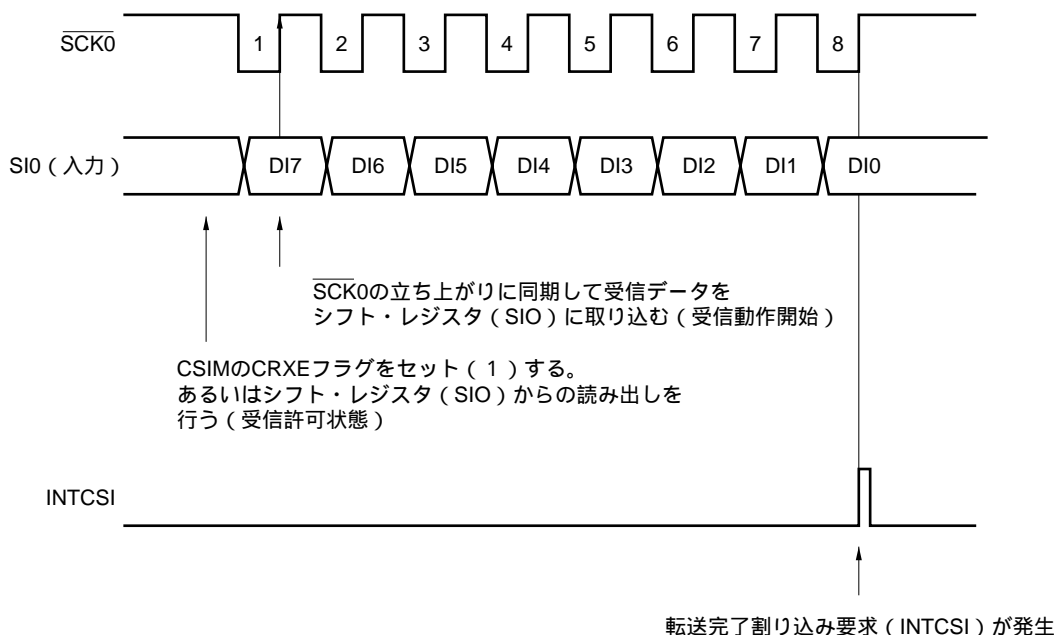 SCK0
1 2 3 4 5 6 7 8
SI0(入力)
DI7 DI6 DI5 DI4 DI3 DI2 DI1 DI0
SCK0の立ち上がりに同期して受信データを
シフト・レジスタ(SIO)に取り込む(受信動作開始)
CSIMのCRXEフラグをセット(1)する。
あるいはシフト・レジスタ(SIO)からの読み出しを
行う(受信許可状態)
INTCSI
転送完了割り込み要求(INTCSI)が発生